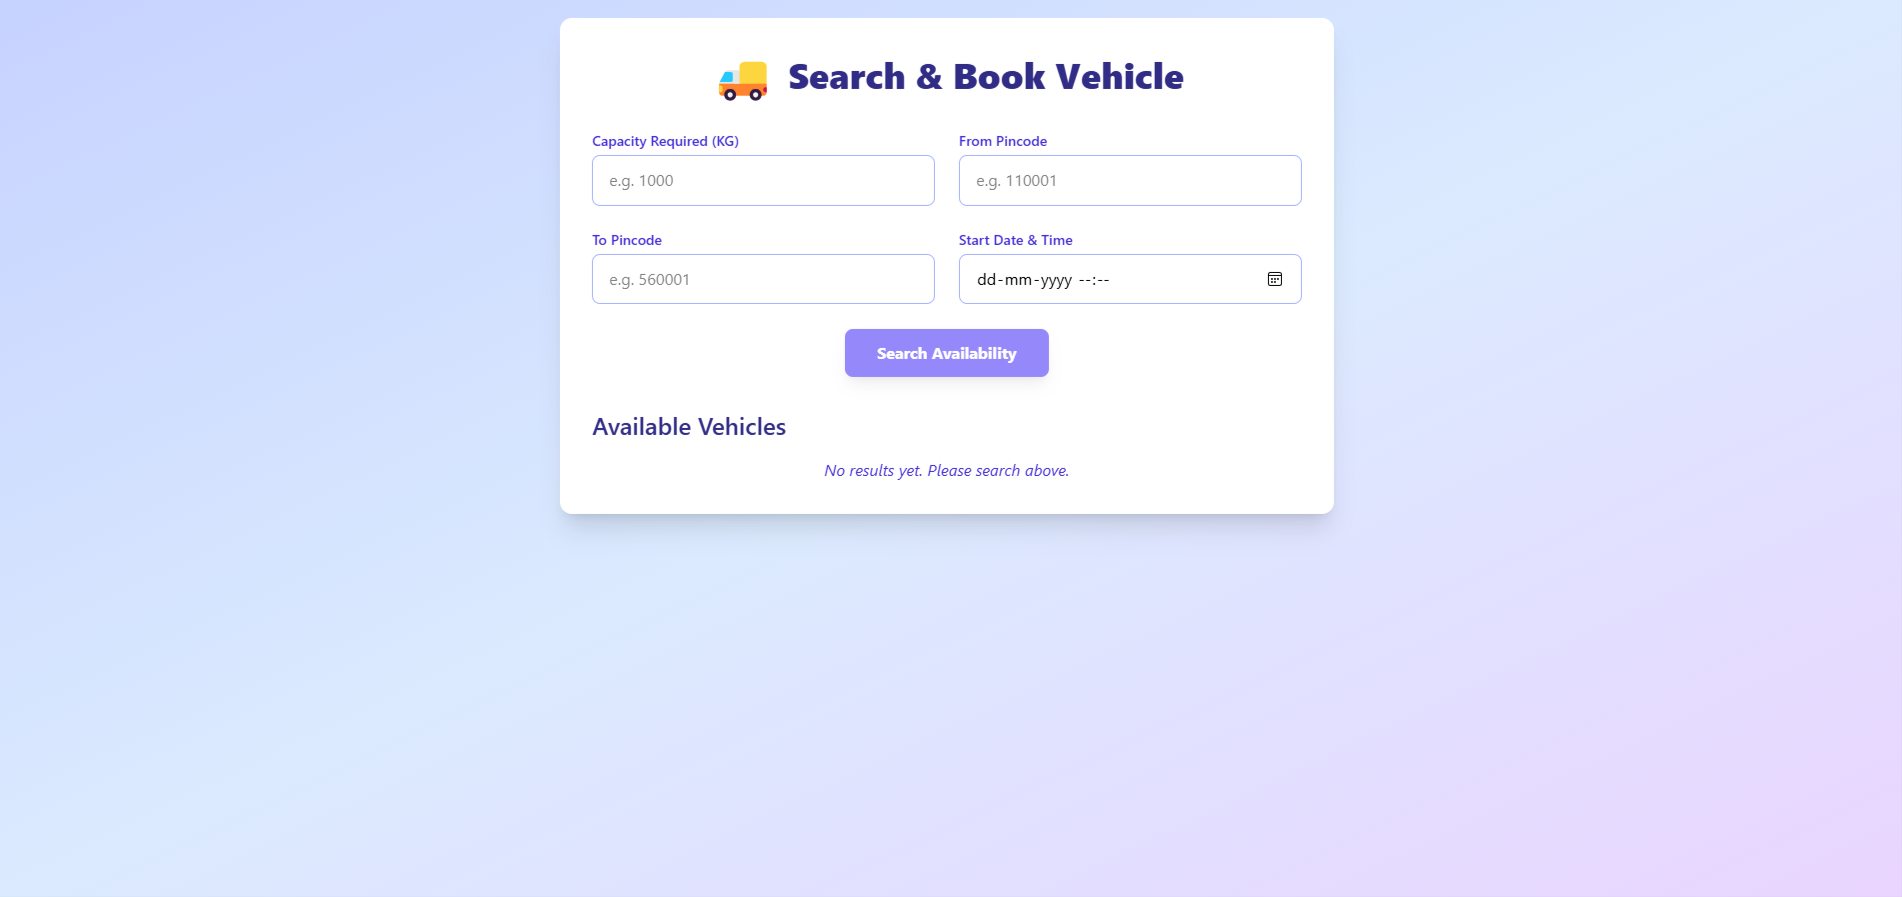 Search & Book Vehicle
Capacity Required (KG)
From Pincode
e.g. 1000
e.g. 110001
To Pincode
Start Date & Time
e.g. 560001
dd-mm-yyyy --:--
Search Availability
Available Vehicles
No results yet. Please search above.